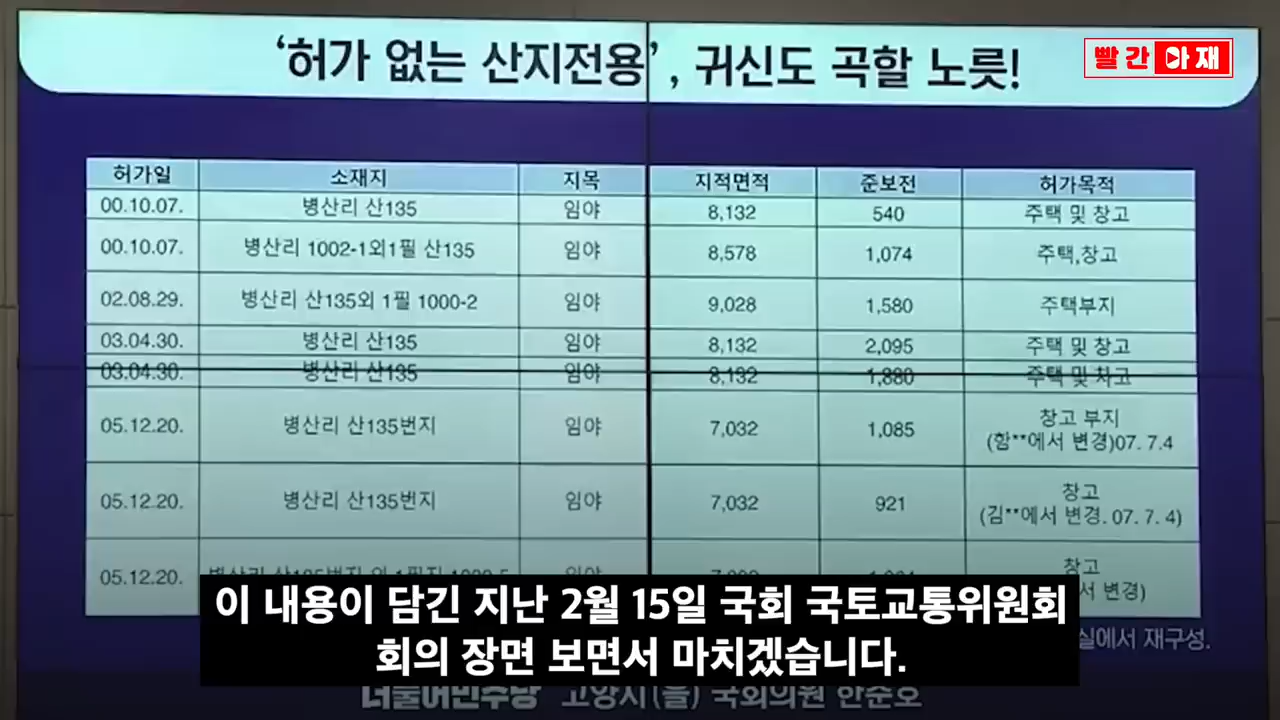 ‘허가 없는 산지전용’, 귀신도 곡할 노릇!
빨간아재
허가일 소재지 지목 지적면적 준보전 허가목적
00.10.07. 병산리 산135 임야 8,132 540 주택 및 창고
00.10.07. 병산리 1002-1외1필 산135 임야 8,578 1,074 주택,창고
02.08.29. 병산리 산135외 1필 1000-2 임야 9,028 1,580 주택부지
03.04.30. 병산리 산135 임야 8,132 2,095 주택 및 창고
03.04.30. 병산리 산135 임야 8,132 1,880 주택 및 차고
05.12.20. 병산리 산135번지 임야 7,032 1,085 창고 부지
(함**에서 변경)07. 7.4
05.12.20. 병산리 산135번지 임야 7,032 921 창고
(김**에서 변경. 07. 7. 4)
05.12.20. 창고
서 변경)
실에서 재구성.
이 내용이 담긴 지난 2월 15일 국회 국토교통위원회
회의 장면 보면서 마치겠습니다.
더불어민주당 고양시(을) 국회의원 한준호